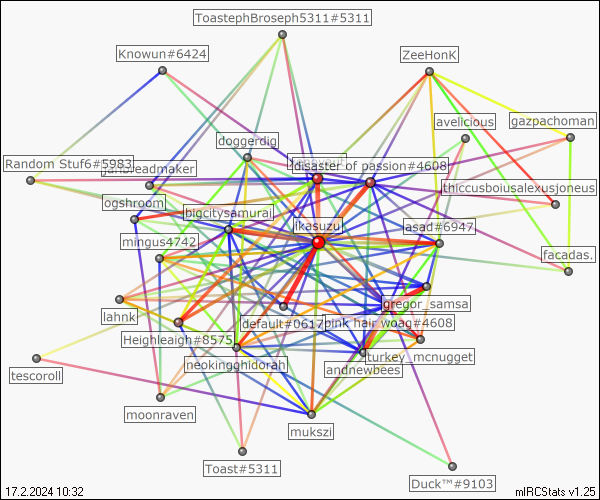 ToastephBroseph5311#5311
Knowun#6424
ZeeHonK
avelicious
gazpachoman
doggerdig
disaster of passion#4608
Random Stuf6#5983
thiccusboiusalexusjoneus
ogshroom
bigcitysamurai
ikasuzu
asad#6947
mingus4742
facadas.
lahnk
default#0617
gregor_samsa
pink hair woag#4608
Heighleigh#8575
turkey_mcnugget
neokingghidorah
andnewbees
tescoroll
moonraven
mukszi
Toast#5311
Duck™#9103
17.2.2024 10:32
mIRCStats v1.25